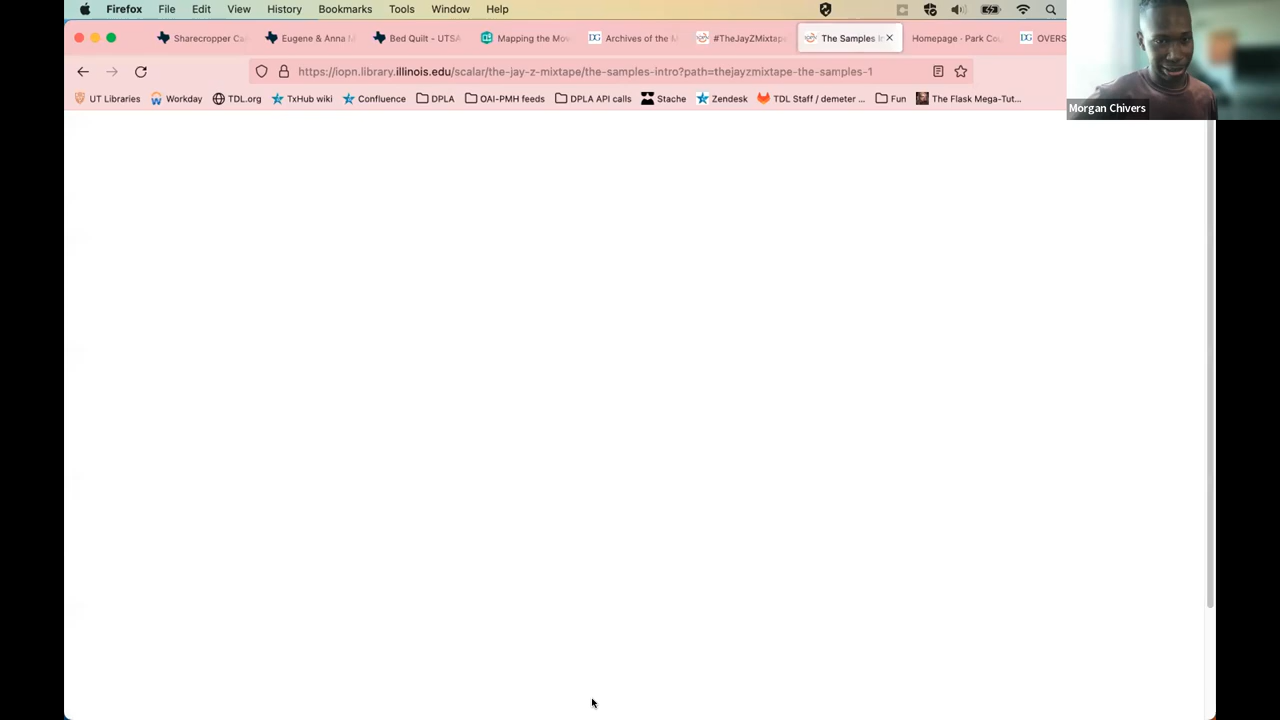 Firefox File Edit View History Bookmarks Tools Window Help
Sharecropper Ca Eugene & Anna Bed Quilt - UTSA Mapping the Mo Archives of the M #TheJayZMixtap The Samples I Homepage - Park Co OVERS
https://iopn.library.illinois.edu/scalar/the-jay-z-mixtape/the-samples-intro?path=thejayzmixtape-the-samples-1
UT Libraries Workday TDL.org TxHub wiki Confluence DPLA OAI-PMH feeds DPLA API calls Stache Zendesk TDL Staff / demeter ... Fun The Flask Mega-Tut...
Morgan Chivers